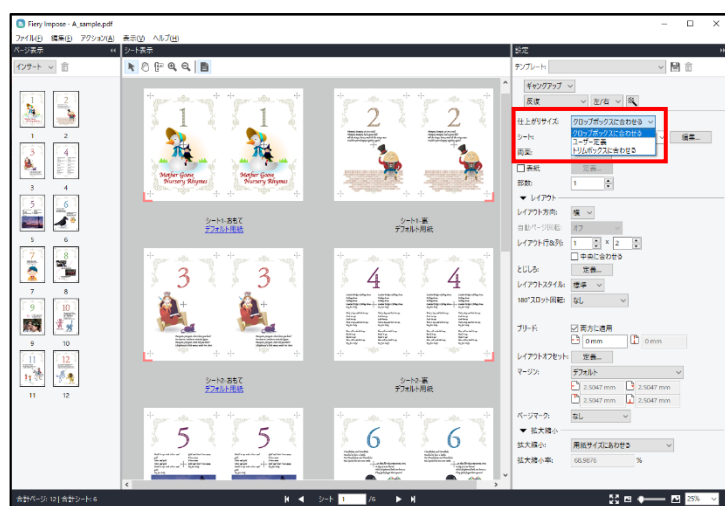 Fiery Impose - A_sample.pdf
ファイル(F) 編集(E) アクション(A) 表示(V) ヘルプ(H)
ページ表示
シート表示
設定
インサート
テンプレート:
ギャングアップ
反復
左/右
仕上がりサイズ:
クロップボックスに合わせる
クロップボックスに合わせる
ユーザー定義
トリムボックスに合わせる
シート:
編集...
両面:
表紙
定義...
部数:
1
レイアウト
レイアウト方向:
横
自動ページ回転:
オフ
レイアウト行&列:
1 × 2
中央に合わせる
とじしろ:
定義...
レイアウトスタイル:
標準
180°スロット回転:
なし
ブリード:
両方に適用
0 mm
0 mm
レイアウトオフセット:
定義...
マージン:
デフォルト
2.5047 mm
2.5047 mm
2.5047 mm
2.5047 mm
ページマーク:
なし
拡大縮小
拡大縮小:
用紙サイズにあわせる
拡大縮小率:
66.9876
%
1 2
3 4
5 6
7 8
9 10
11 12
1 1
Mother Goose
Nursery Rhymes
Mother Goose
Nursery Rhymes
シート1-おもて
デフォルト用紙
2 2
シート1-裏
デフォルト用紙
3 3
シート2-おもて
デフォルト用紙
4 4
シート2-裏
デフォルト用紙
5 5
6 6
合計ページ: 12 | 合計シート: 6
シート 1 /6
25%